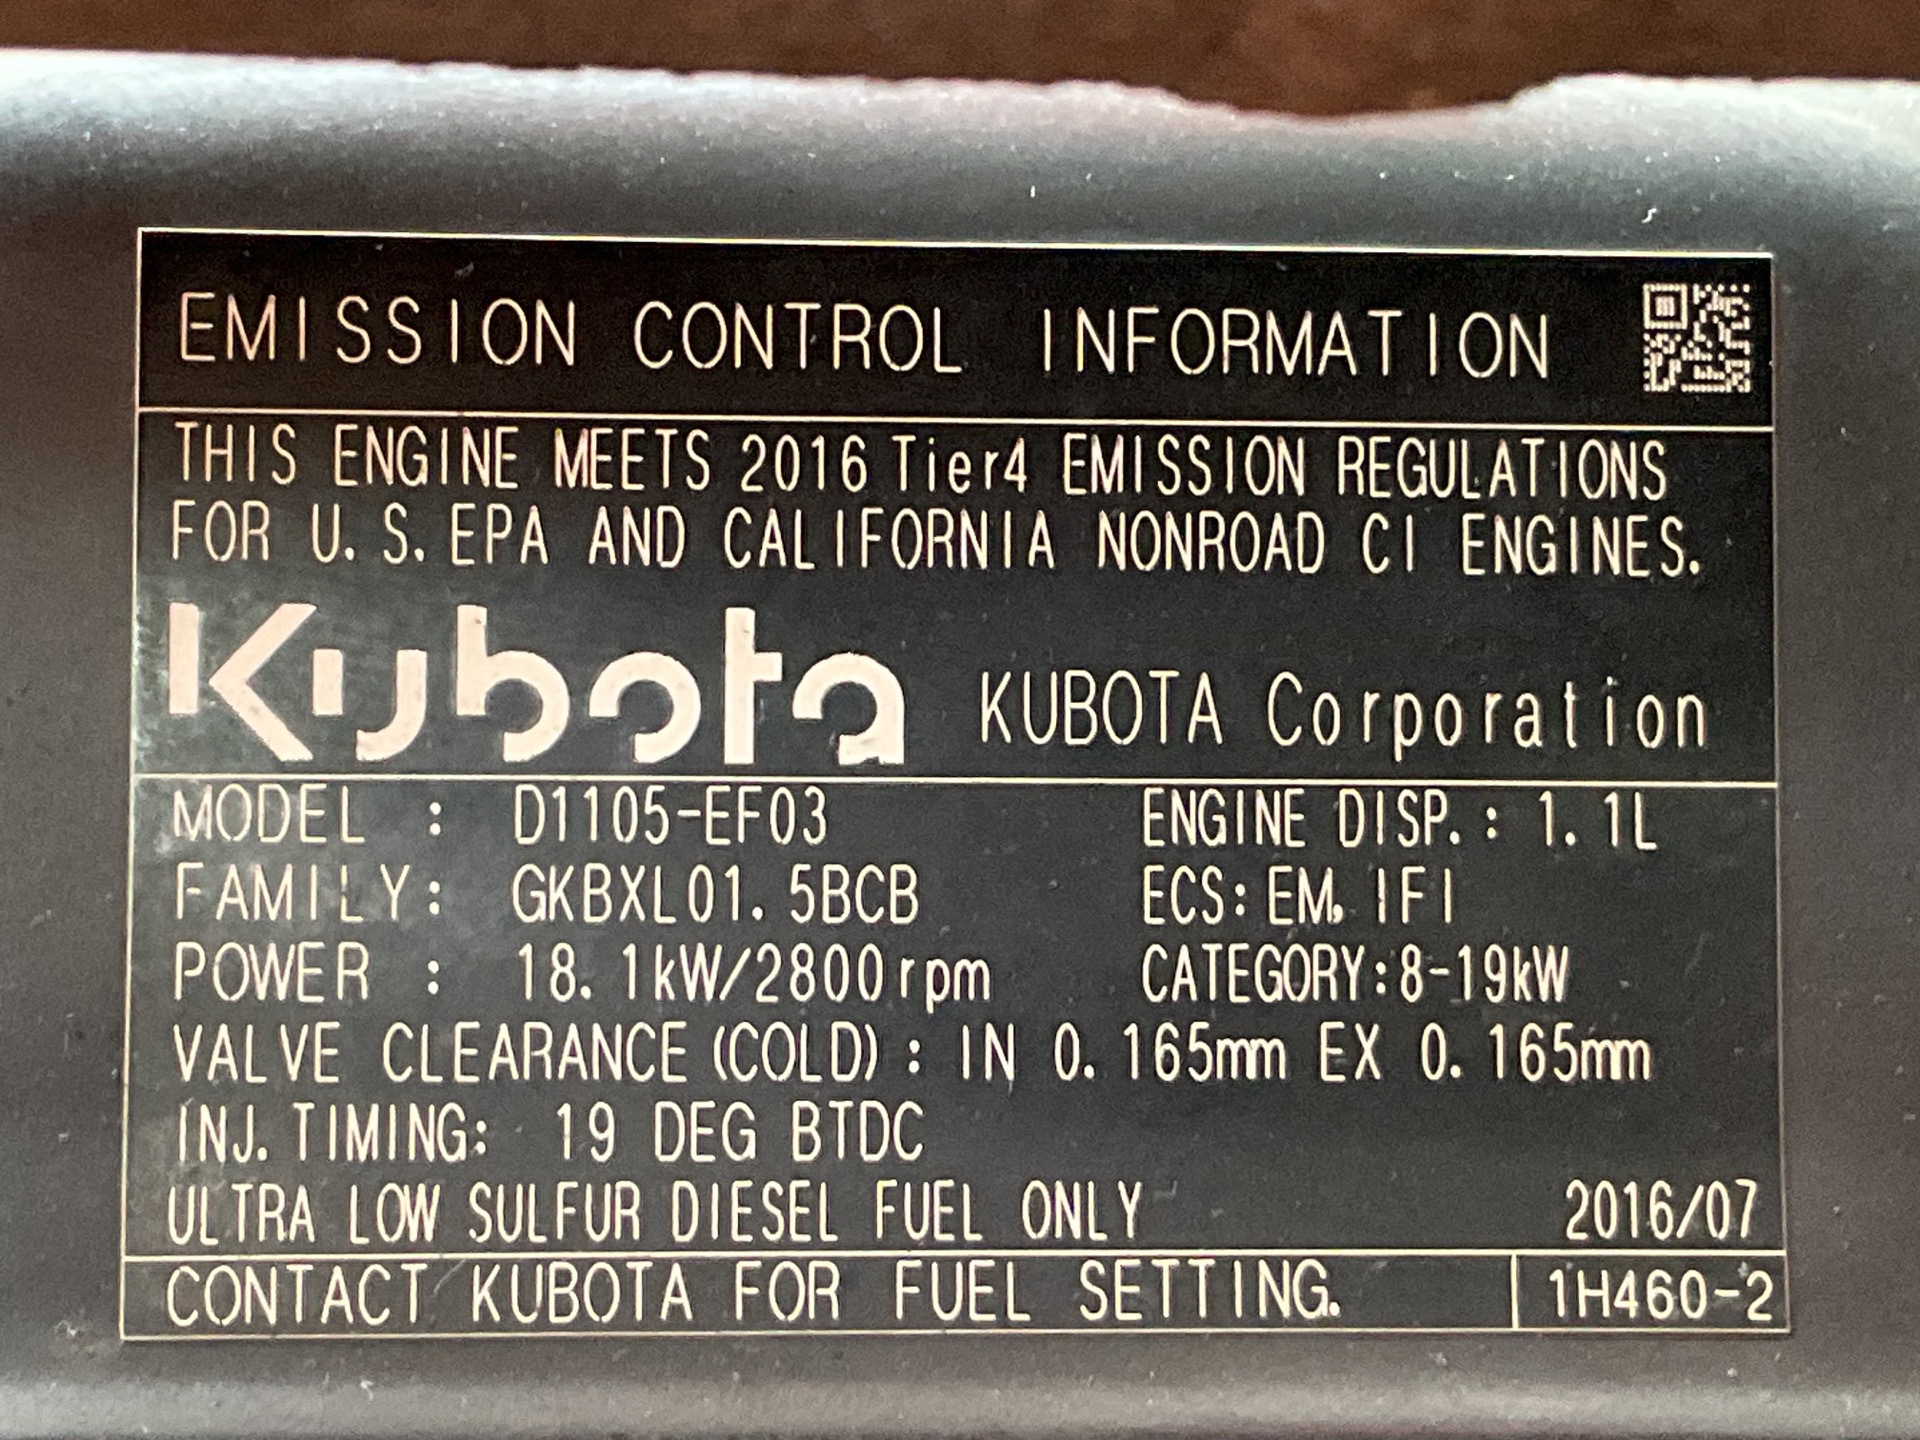 EMISSION CONTROL INFORMATION
THIS ENGINE MEETS 2016 Tier4 EMISSION REGULATIONS
FOR U.S.EPA AND CALIFORNIA NONROAD CI ENGINES.
Kubota KUBOTA Corporation
MODEL : D1105-EF03 ENGINE DISP.: 1.1L
FAMILY: GKBXL01.5BCB ECS: EM, IFI
POWER : 18.1kW/2800rpm CATEGORY:8-19kW
VALVE CLEARANCE (COLD) : IN 0.165mm EX 0.165mm
INJ. TIMING: 19 DEG BTDC
ULTRA LOW SULFUR DIESEL FUEL ONLY 2016/07
CONTACT KUBOTA FOR FUEL SETTING. 1H460-2